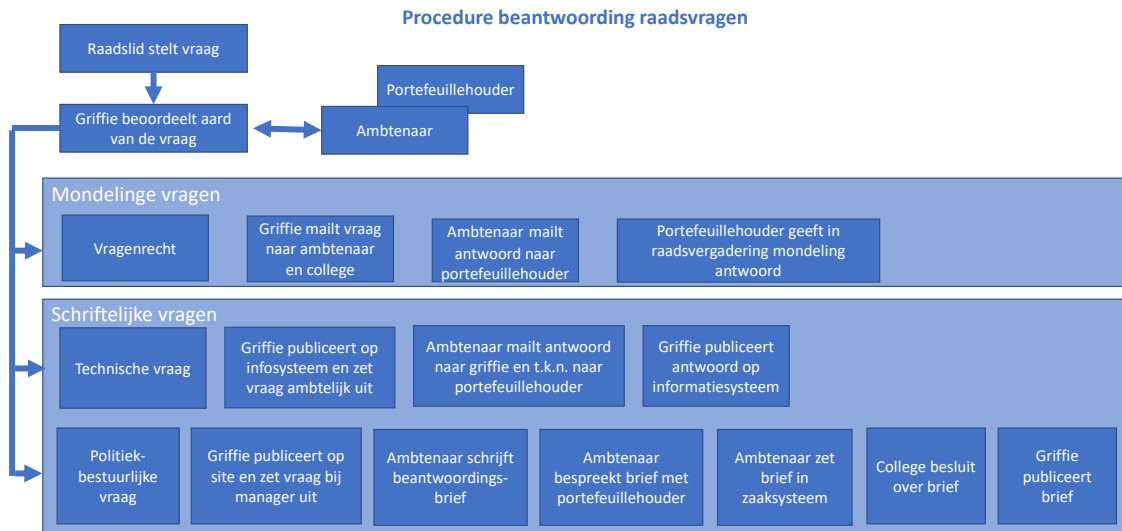 Procedure beantwoording raadsvragen
Raadslid stelt vraag
Portefeuillehouder
Griffie beoordeelt aard
van de vraag
Ambtenaar
Mondelinge vragen
Vragenrecht
Griffie mailt vraag
naar ambtenaar
en college
Ambtenaar mailt
antwoord naar
portefeuillehouder
Portefeuillehouder geeft in
raadsvergadering mondeling
antwoord
Schriftelijke vragen
Technische vraag
Griffie publiceert op
infosysteem en zet
vraag ambtelijk uit
Ambtenaar mailt antwoord
naar griffie en t.k.n. naar
portefeuillehouder
Griffie publiceert
antwoord op
informatiesysteem
Politiek-
bestuurlijke
vraag
Griffie publiceert op
site en zet vraag bij
manager uit
Ambtenaar schrijft
beantwoordings-
brief
Ambtenaar
bespreekt brief met
portefeuillehouder
Ambtenaar zet
brief in
zaaksysteem
College besluit
over brief
Griffie
publiceert
brief